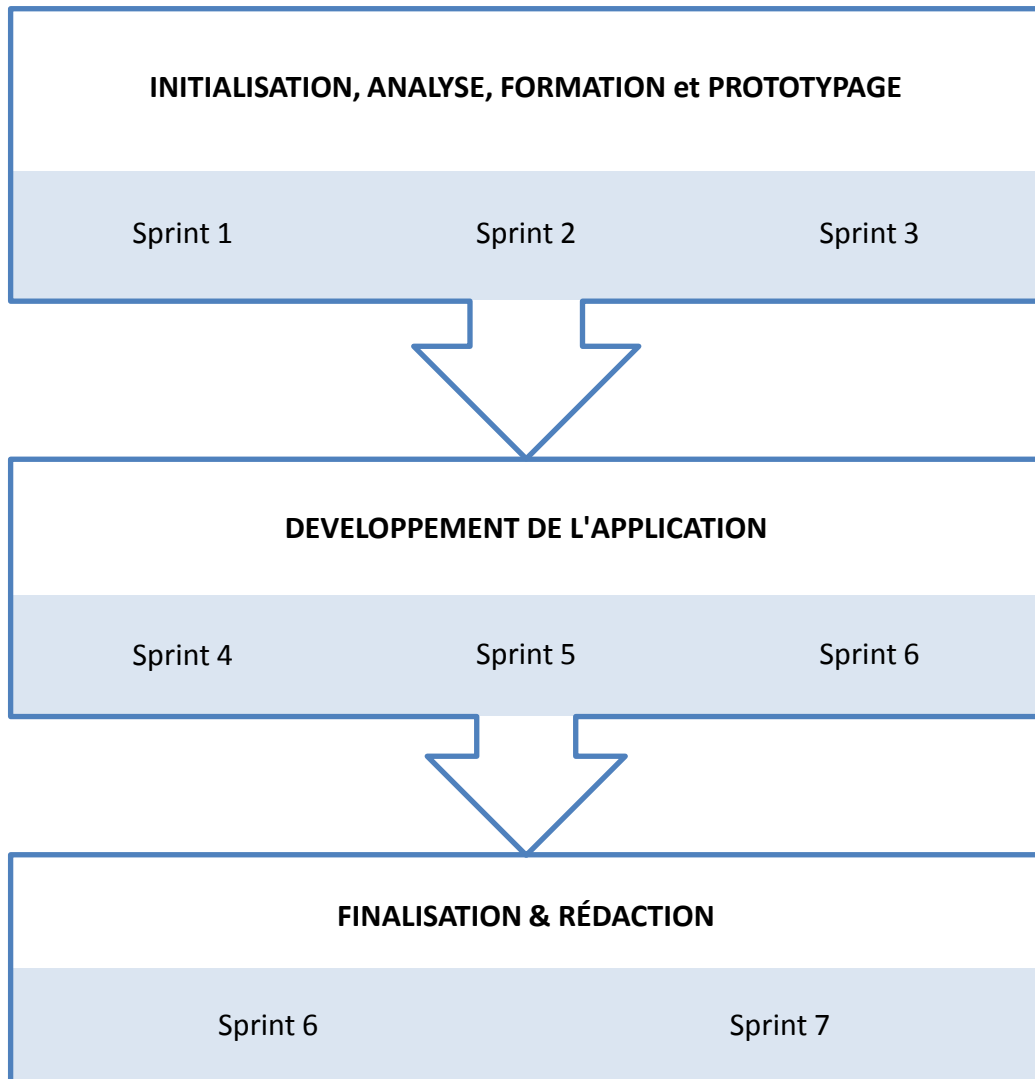 INITIALISATION, ANALYSE, FORMATION et PROTOTYPAGE
Sprint 1 Sprint 2 Sprint 3
DEVELOPPEMENT DE L'APPLICATION
Sprint 4 Sprint 5 Sprint 6
FINALISATION & RÉDACTION
Sprint 6 Sprint 7